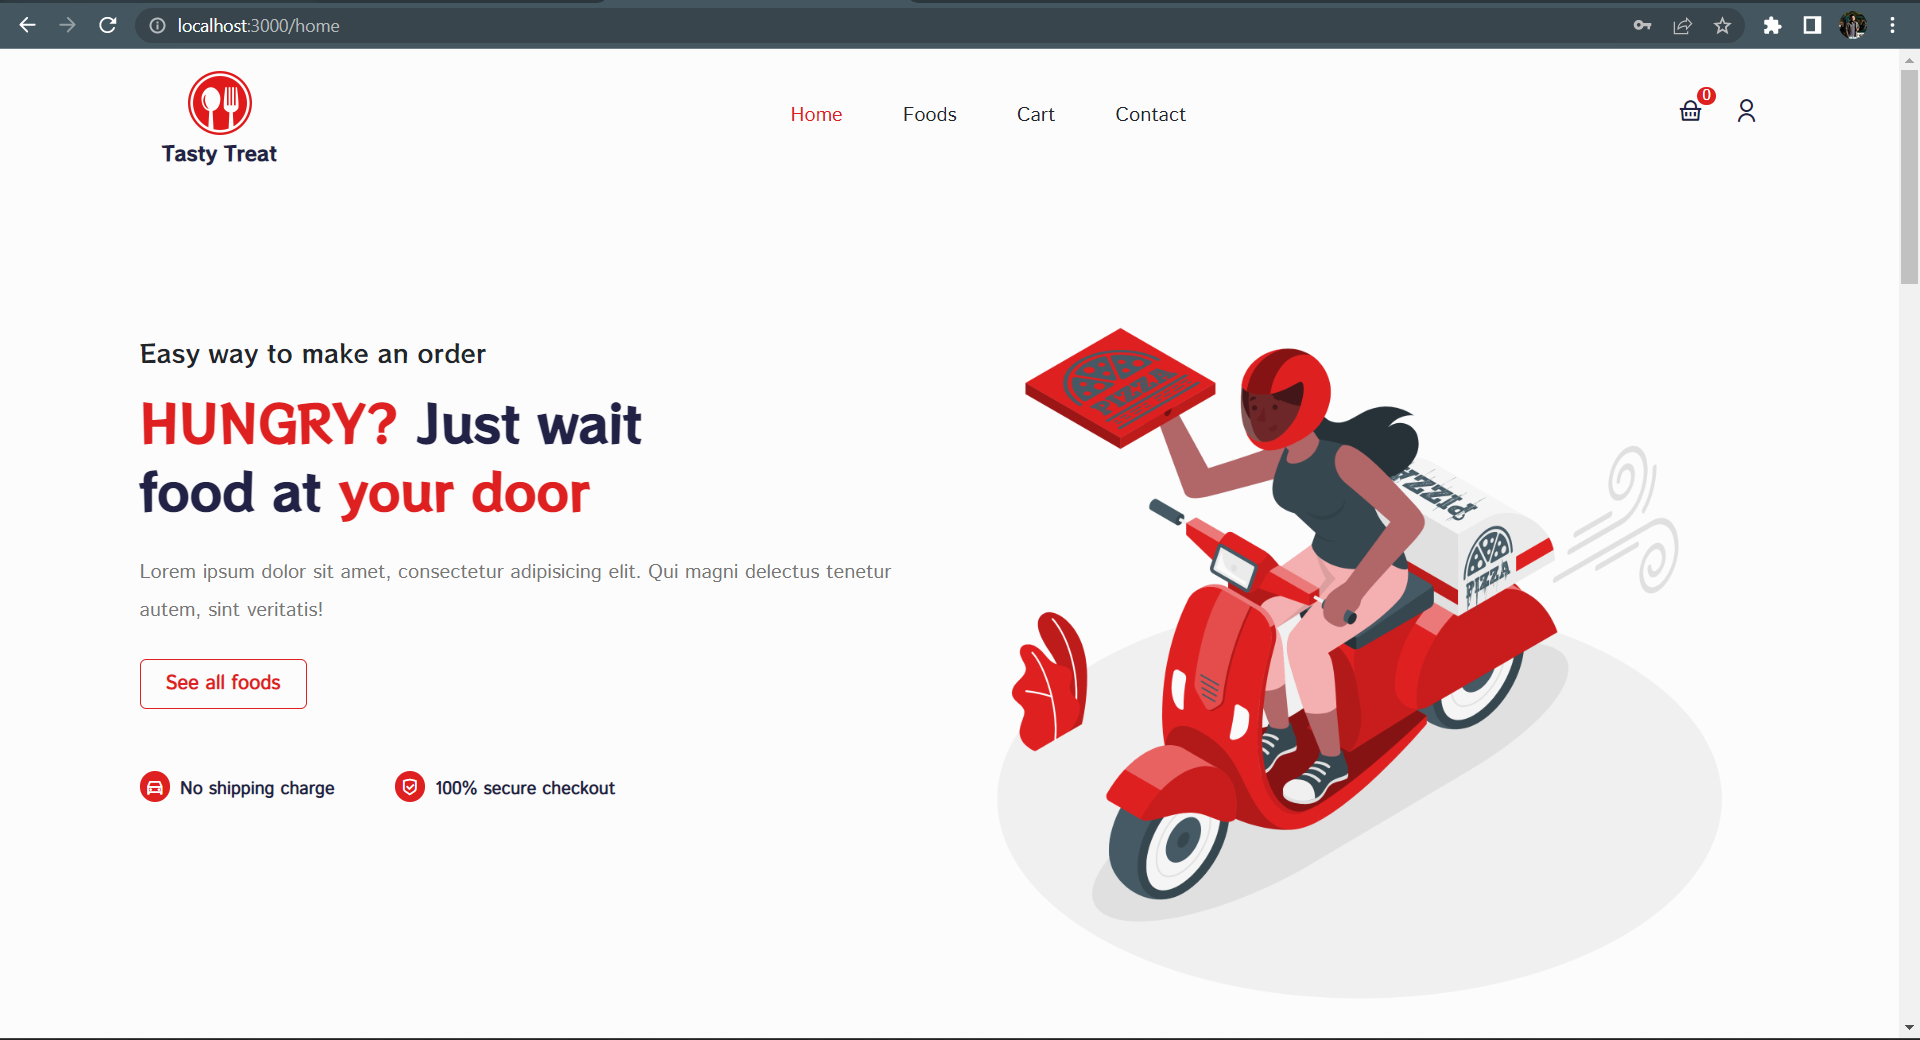 localhost:3000/home
Tasty Treat
Home
Foods
Cart
Contact
0
Easy way to make an order
HUNGRY? Just wait
food at your door
Lorem ipsum dolor sit amet, consectetur adipisicing elit. Qui magni delectus tenetur
autem, sint veritatis!
See all foods
No shipping charge
100% secure checkout
PIZZA
PIZZA
PIZZA